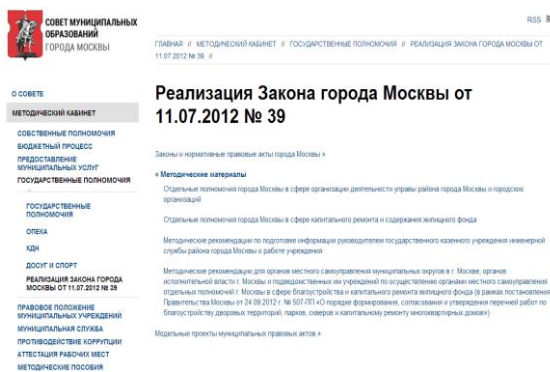 СОВЕТ МУНИЦИПАЛЬНЫХ
ОБРАЗОВАНИЙ
ГОРОДА МОСКВЫ
RSS
ГЛАВНАЯ // МЕТОДИЧЕСКИЙ КАБИНЕТ // ГОСУДАРСТВЕННЫЕ ПОЛНОМОЧИЯ // РЕАЛИЗАЦИЯ ЗАКОНА ГОРОДА МОСКВЫ ОТ
11.07.2012 № 39 //
О СОВЕТЕ
МЕТОДИЧЕСКИЙ КАБИНЕТ
СОБСТВЕННЫЕ ПОЛНОМОЧИЯ
БЮДЖЕТНЫЙ ПРОЦЕСС
ПРЕДОСТАВЛЕНИЕ
МУНИЦИПАЛЬНЫХ УСЛУГ
ГОСУДАРСТВЕННЫЕ ПОЛНОМОЧИЯ
ГОСУДАРСТВЕННЫЕ
ПОЛНОМОЧИЯ
ОПЕКА
КДН
ДОСУГ И СПОРТ
РЕАЛИЗАЦИЯ ЗАКОНА ГОРОДА
МОСКВЫ ОТ 11.07.2012 № 39
ПРАВОВОЕ ПОЛОЖЕНИЕ
МУНИЦИПАЛЬНЫХ УЧРЕЖДЕНИЙ
МУНИЦИПАЛЬНАЯ СЛУЖБА
ПРОТИВОДЕЙСТВИЕ КОРРУПЦИИ
АТТЕСТАЦИЯ РАБОЧИХ МЕСТ
МЕТОДИЧЕСКИЕ ПОСОБИЯ
Реализация Закона города Москвы от
11.07.2012 № 39
Законы и нормативные правовые акты города Москвы »
« Методические материалы
Отдельные полномочия города Москвы в сфере организации деятельности управы района города Москвы и городских
организаций
Отдельные полномочия города Москвы в сфере капитального ремонта и содержания жилищного фонда
Методические рекомендации по подготовке информации руководителем государственного казенного учреждения инженерной
службы района города Москвы о работе учреждения
Методические рекомендации для органов местного самоуправления муниципальных округов в г. Москве, органов
исполнительной власти г. Москвы и подведомственных им учреждений по осуществлению органами местного самоуправления
отдельных полномочий г. Москвы в сфере благоустройства и капитального ремонта жилищного фонда (в рамках постановления
Правительства Москвы от 24.09.2012 г. № 507-ПП «О порядке формирования, согласования и утверждения перечней работ по
благоустройству дворовых территорий, парков, скверов и капитальному ремонту многоквартирных домов»)
Модельные проекты муниципальных правовых актов »